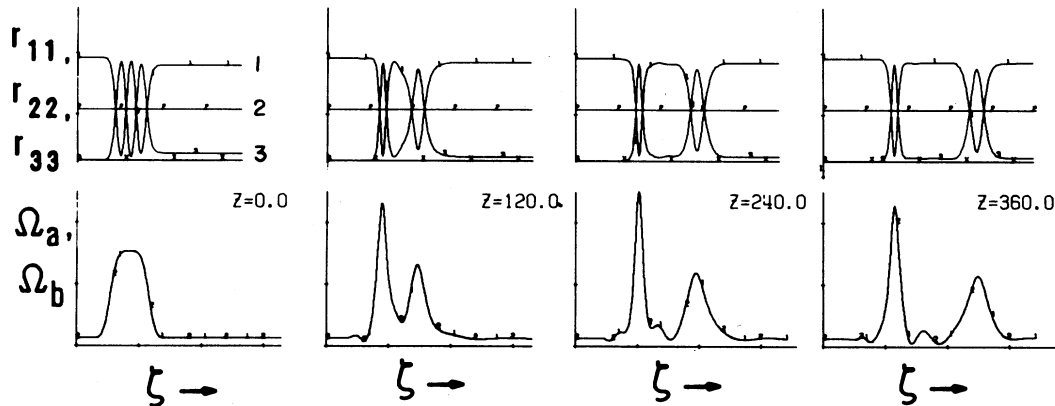 r11,
r22,
r33
1
2
3
Ωa,
Ωb
Z=0.0
Z=120.0
Z=240.0
Z=360.0
ζ →
ζ →
ζ →
ζ →